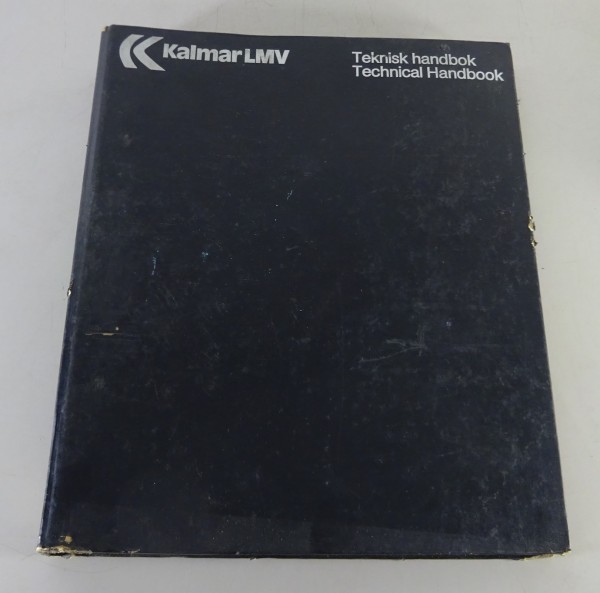 Kalmar LMV
Teknisk handbok
Technical Handbook